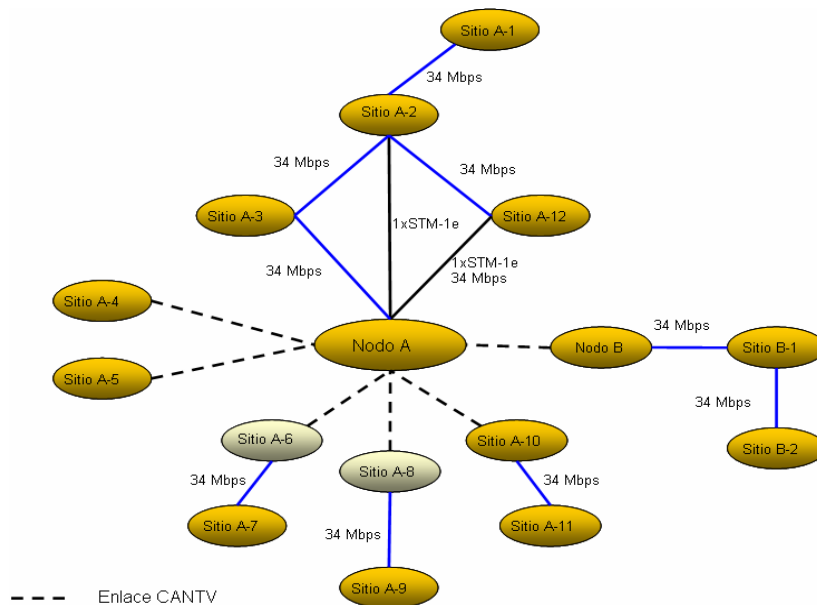 Sitio A-1
34 Mbps
Sitio A-2
34 Mbps
34 Mbps
Sitio A-3
1xSTM-1e
Sitio A-12
34 Mbps
1xSTM-1e
34 Mbps
Sitio A-4
Nodo A
Nodo B
34 Mbps
Sitio B-1
Sitio A-5
34 Mbps
Sitio A-6
Sitio A-10
Sitio B-2
Sitio A-8
34 Mbps
34 Mbps
Sitio A-7
34 Mbps
Sitio A-11
Sitio A-9
Enlace CANTV